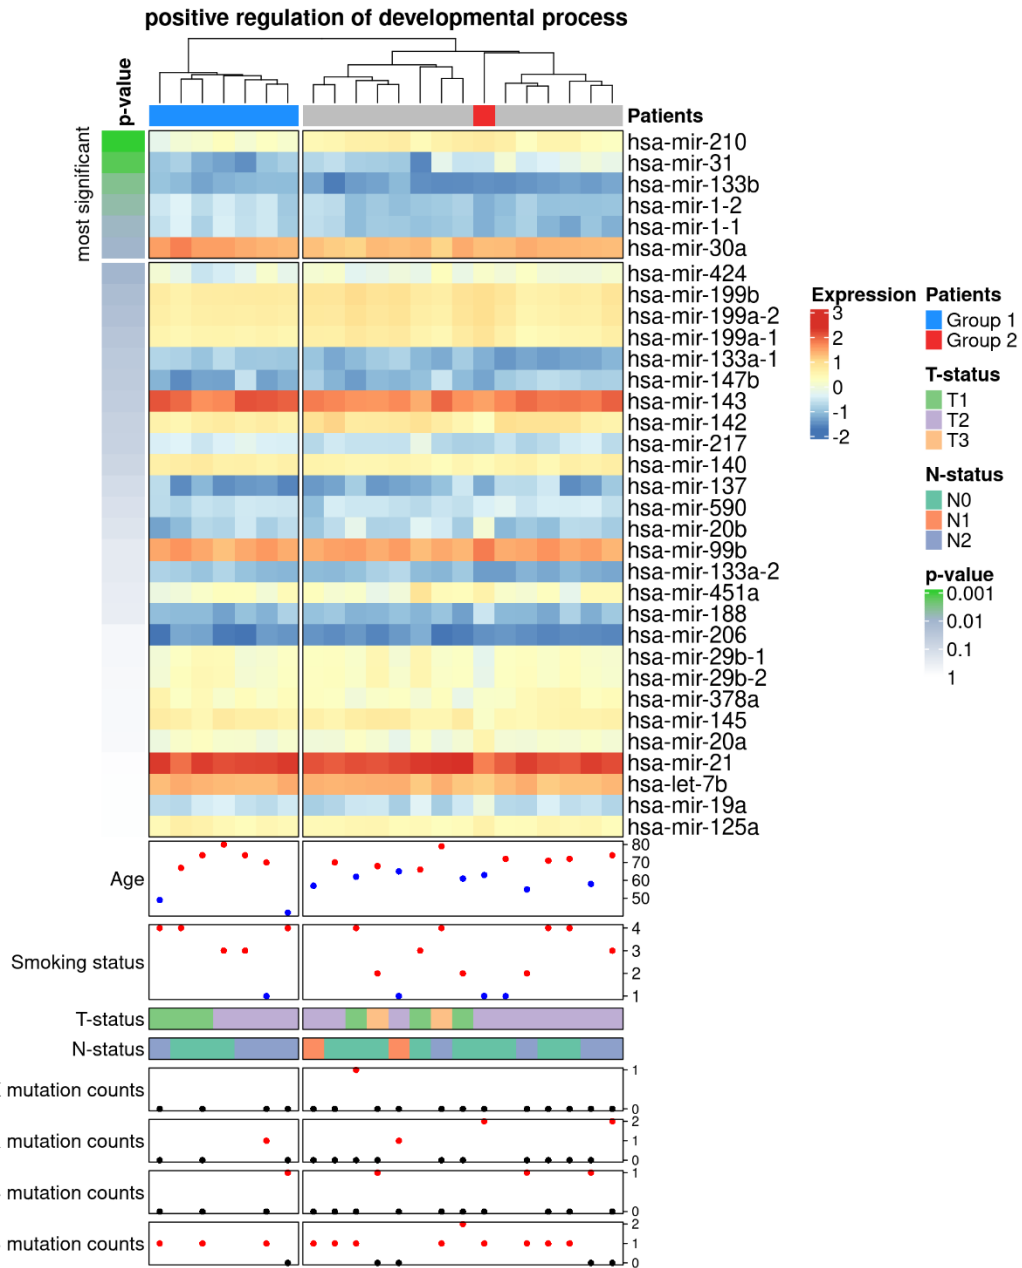 positive regulation of developmental process
p-value
Patients
most significant
hsa-mir-210
hsa-mir-31
hsa-mir-133b
hsa-mir-1-2
hsa-mir-1-1
hsa-mir-30a
hsa-mir-424
hsa-mir-199b
hsa-mir-199a-2
hsa-mir-199a-1
hsa-mir-133a-1
hsa-mir-147b
hsa-mir-143
hsa-mir-142
hsa-mir-217
hsa-mir-140
hsa-mir-137
hsa-mir-590
hsa-mir-20b
hsa-mir-99b
hsa-mir-133a-2
hsa-mir-451a
hsa-mir-188
hsa-mir-206
hsa-mir-29b-1
hsa-mir-29b-2
hsa-mir-378a
hsa-mir-145
hsa-mir-20a
hsa-mir-21
hsa-let-7b
hsa-mir-19a
hsa-mir-125a
Expression
3
2
1
0
-1
-2
Patients
Group 1
Group 2
T-status
T1
T2
T3
N-status
N0
N1
N2
p-value
0.001
0.01
0.1
1
Age
80
70
60
50
Smoking status
4
3
2
1
T-status
N-status
mutation counts
1
0
mutation counts
2
1
0
mutation counts
1
0
mutation counts
2
1
0